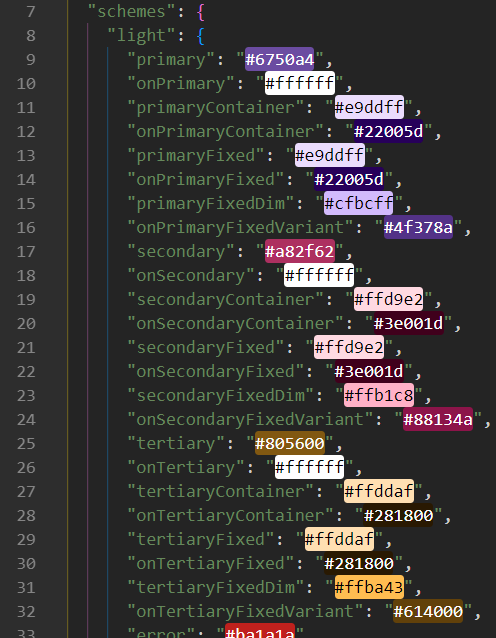 7 "schemes": {
8 "light": {
9 "primary": "#6750a4",
10 "onPrimary": "#ffffff",
11 "primaryContainer": "#e9ddff",
12 "onPrimaryContainer": "#22005d",
13 "primaryFixed": "#e9ddff",
14 "onPrimaryFixed": "#22005d",
15 "primaryFixedDim": "#cfbcff",
16 "onPrimaryFixedVariant": "#4f378a",
17 "secondary": "#a82f62",
18 "onSecondary": "#ffffff",
19 "secondaryContainer": "#ffd9e2",
20 "onSecondaryContainer": "#3e001d",
21 "secondaryFixed": "#ffd9e2",
22 "onSecondaryFixed": "#3e001d",
23 "secondaryFixedDim": "#ffb1c8",
24 "onSecondaryFixedVariant": "#88134a",
25 "tertiary": "#805600",
26 "onTertiary": "#ffffff",
27 "tertiaryContainer": "#ffddaf",
28 "onTertiaryContainer": "#281800",
29 "tertiaryFixed": "#ffddaf",
30 "onTertiaryFixed": "#281800",
31 "tertiaryFixedDim": "#ffba43",
32 "onTertiaryFixedVariant": "#614000",
33 "error": "#ba1a1a"